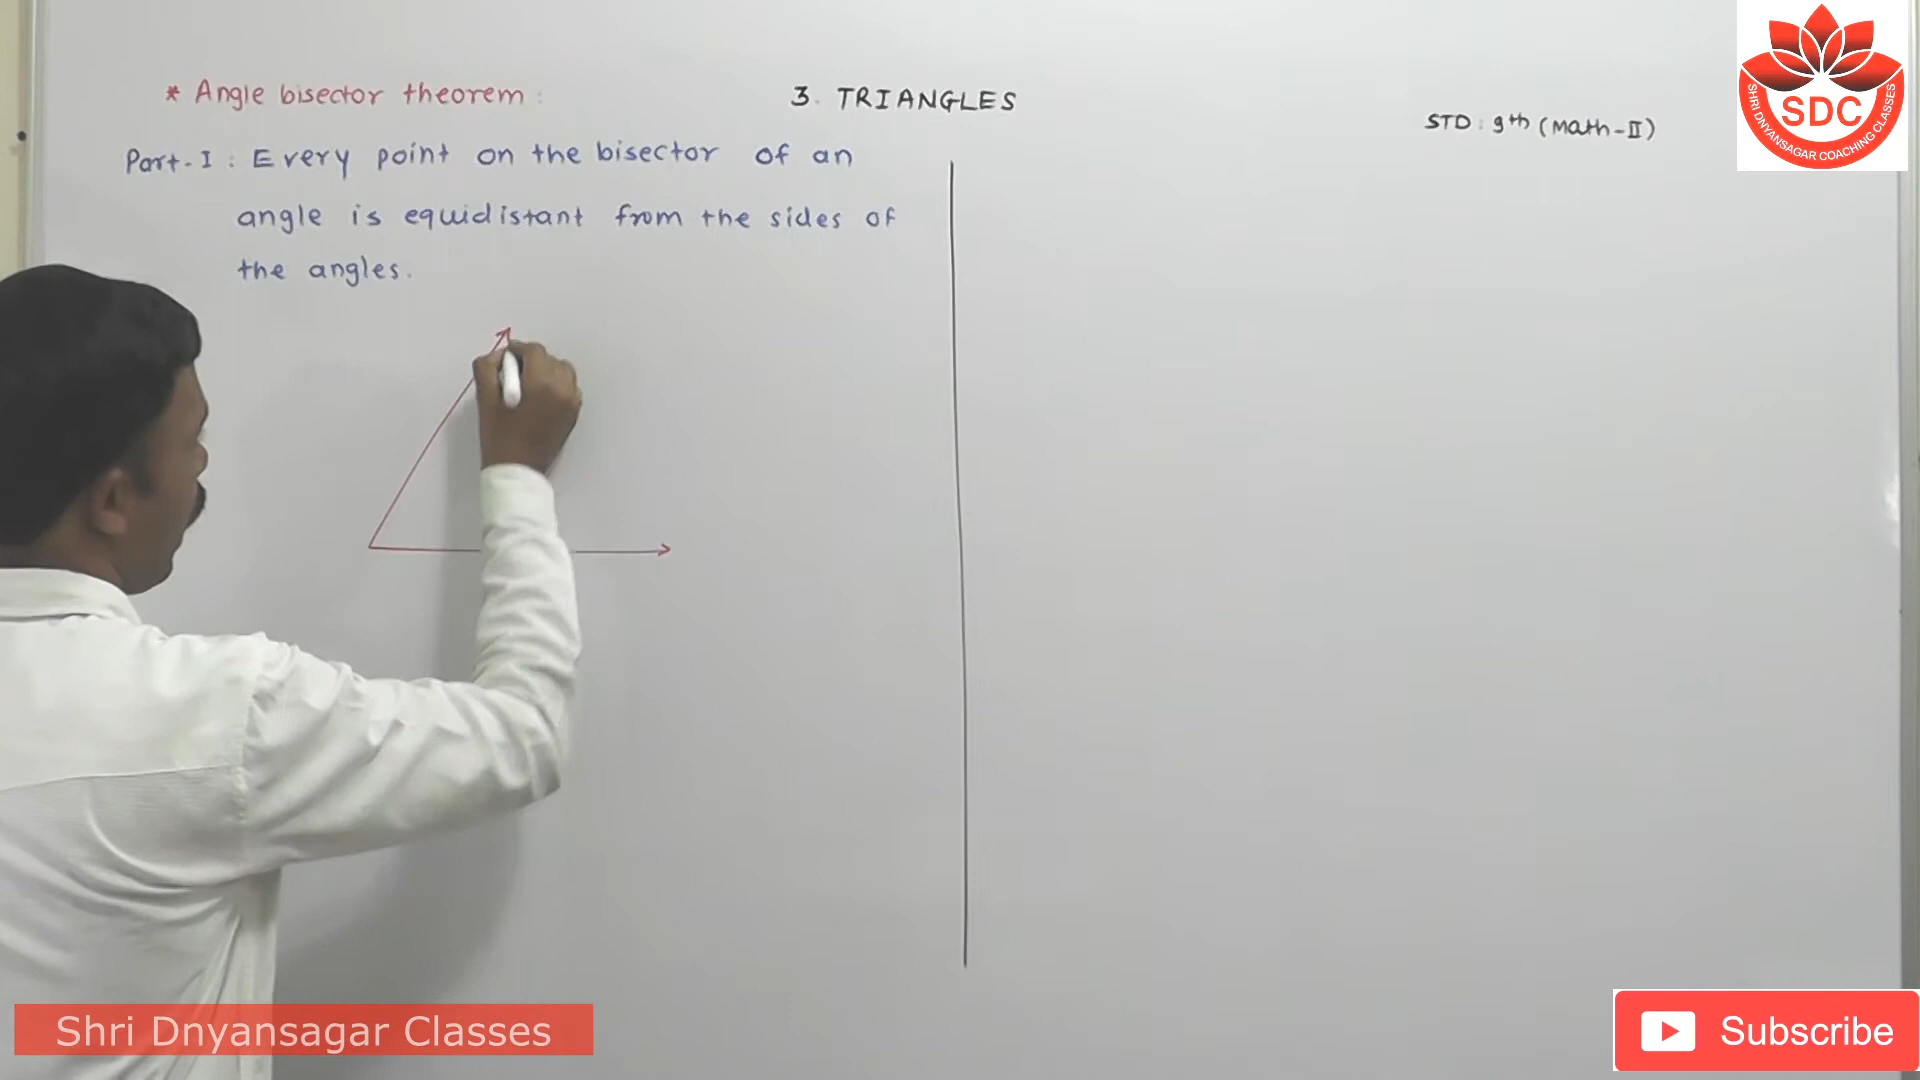 * Angle bisector theorem :
3. TRIANGLES
STD : 9th (Math-II)
Part-I : Every point on the bisector of an
angle is equidistant from the sides of
the angles.
SDC
SHRI DNYANSAGAR COACHING CLASSES
Shri Dnyansagar Classes
Subscribe